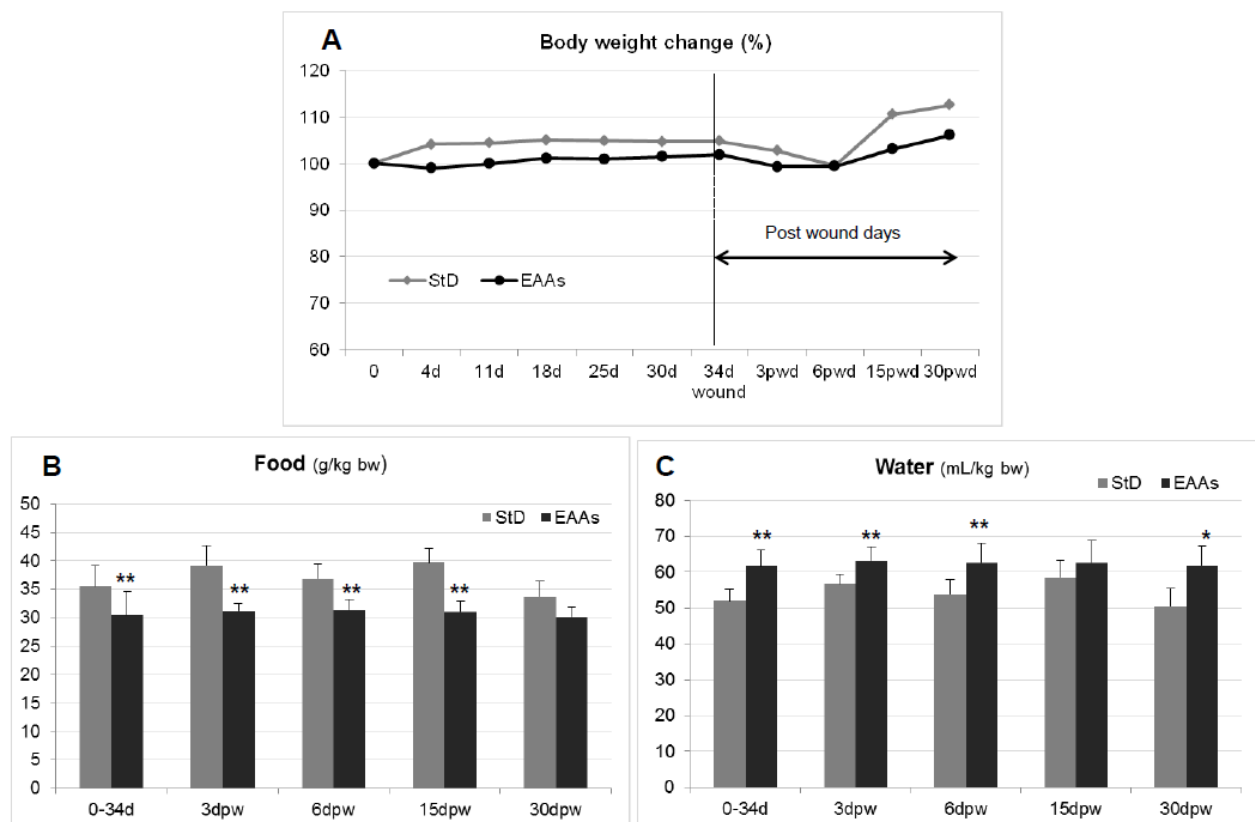 A
Body weight change (%)
120
110
100
90
80
70
60
Post wound days
StD EAAs
0 4d 11d 18d 25d 30d 34d 3pwd 6pwd 15pwd 30pwd
wound
B
Food (g/kg bw)
StD EAAs
50
45
40
35
30
25
20
15
10
5
0
** ** ** **
0-34d 3dpw 6dpw 15dpw 30dpw
C
Water (mL/kg bw)
StD EAAs
80
70
60
50
40
30
20
10
0
** ** ** *
0-34d 3dpw 6dpw 15dpw 30dpw